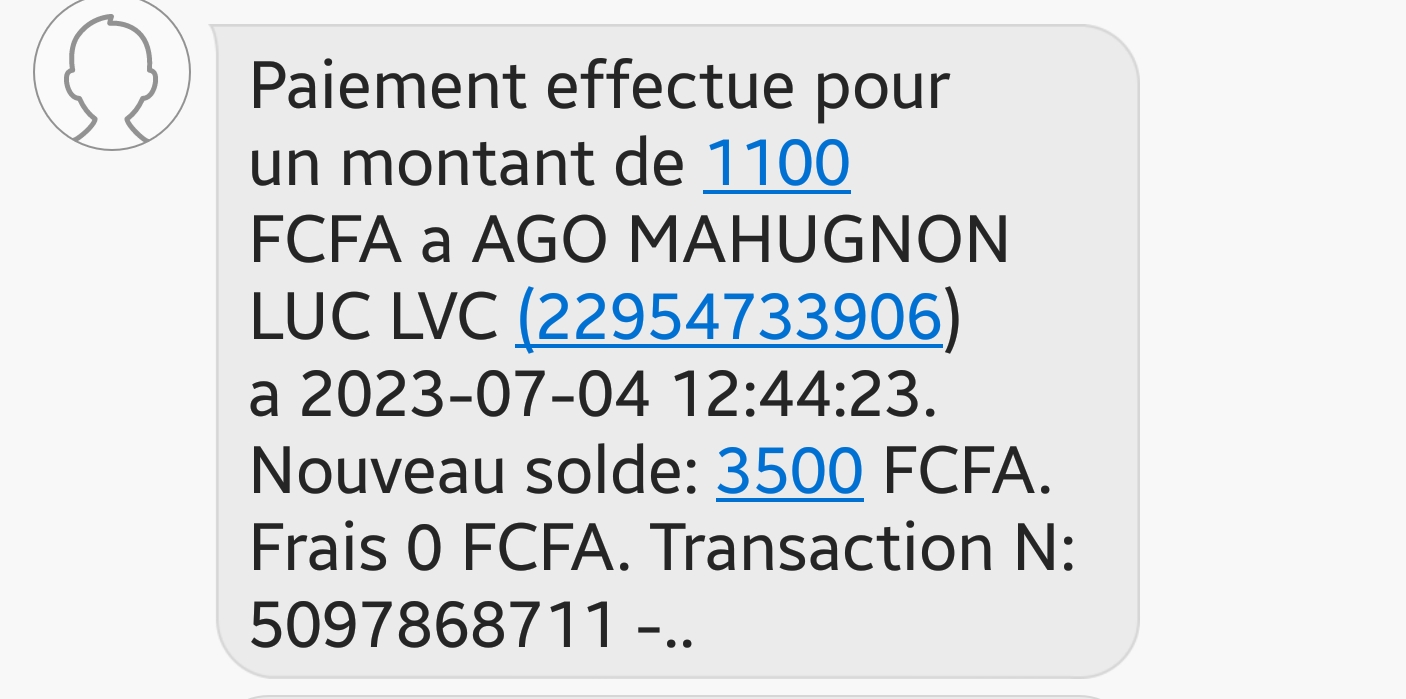 Paiement effectue pour
un montant de 1100
FCFA a AGO MAHUGNON
LUC LVC (22954733906)
a 2023-07-04 12:44:23.
Nouveau solde: 3500 FCFA.
Frais 0 FCFA. Transaction N:
5097868711 -..